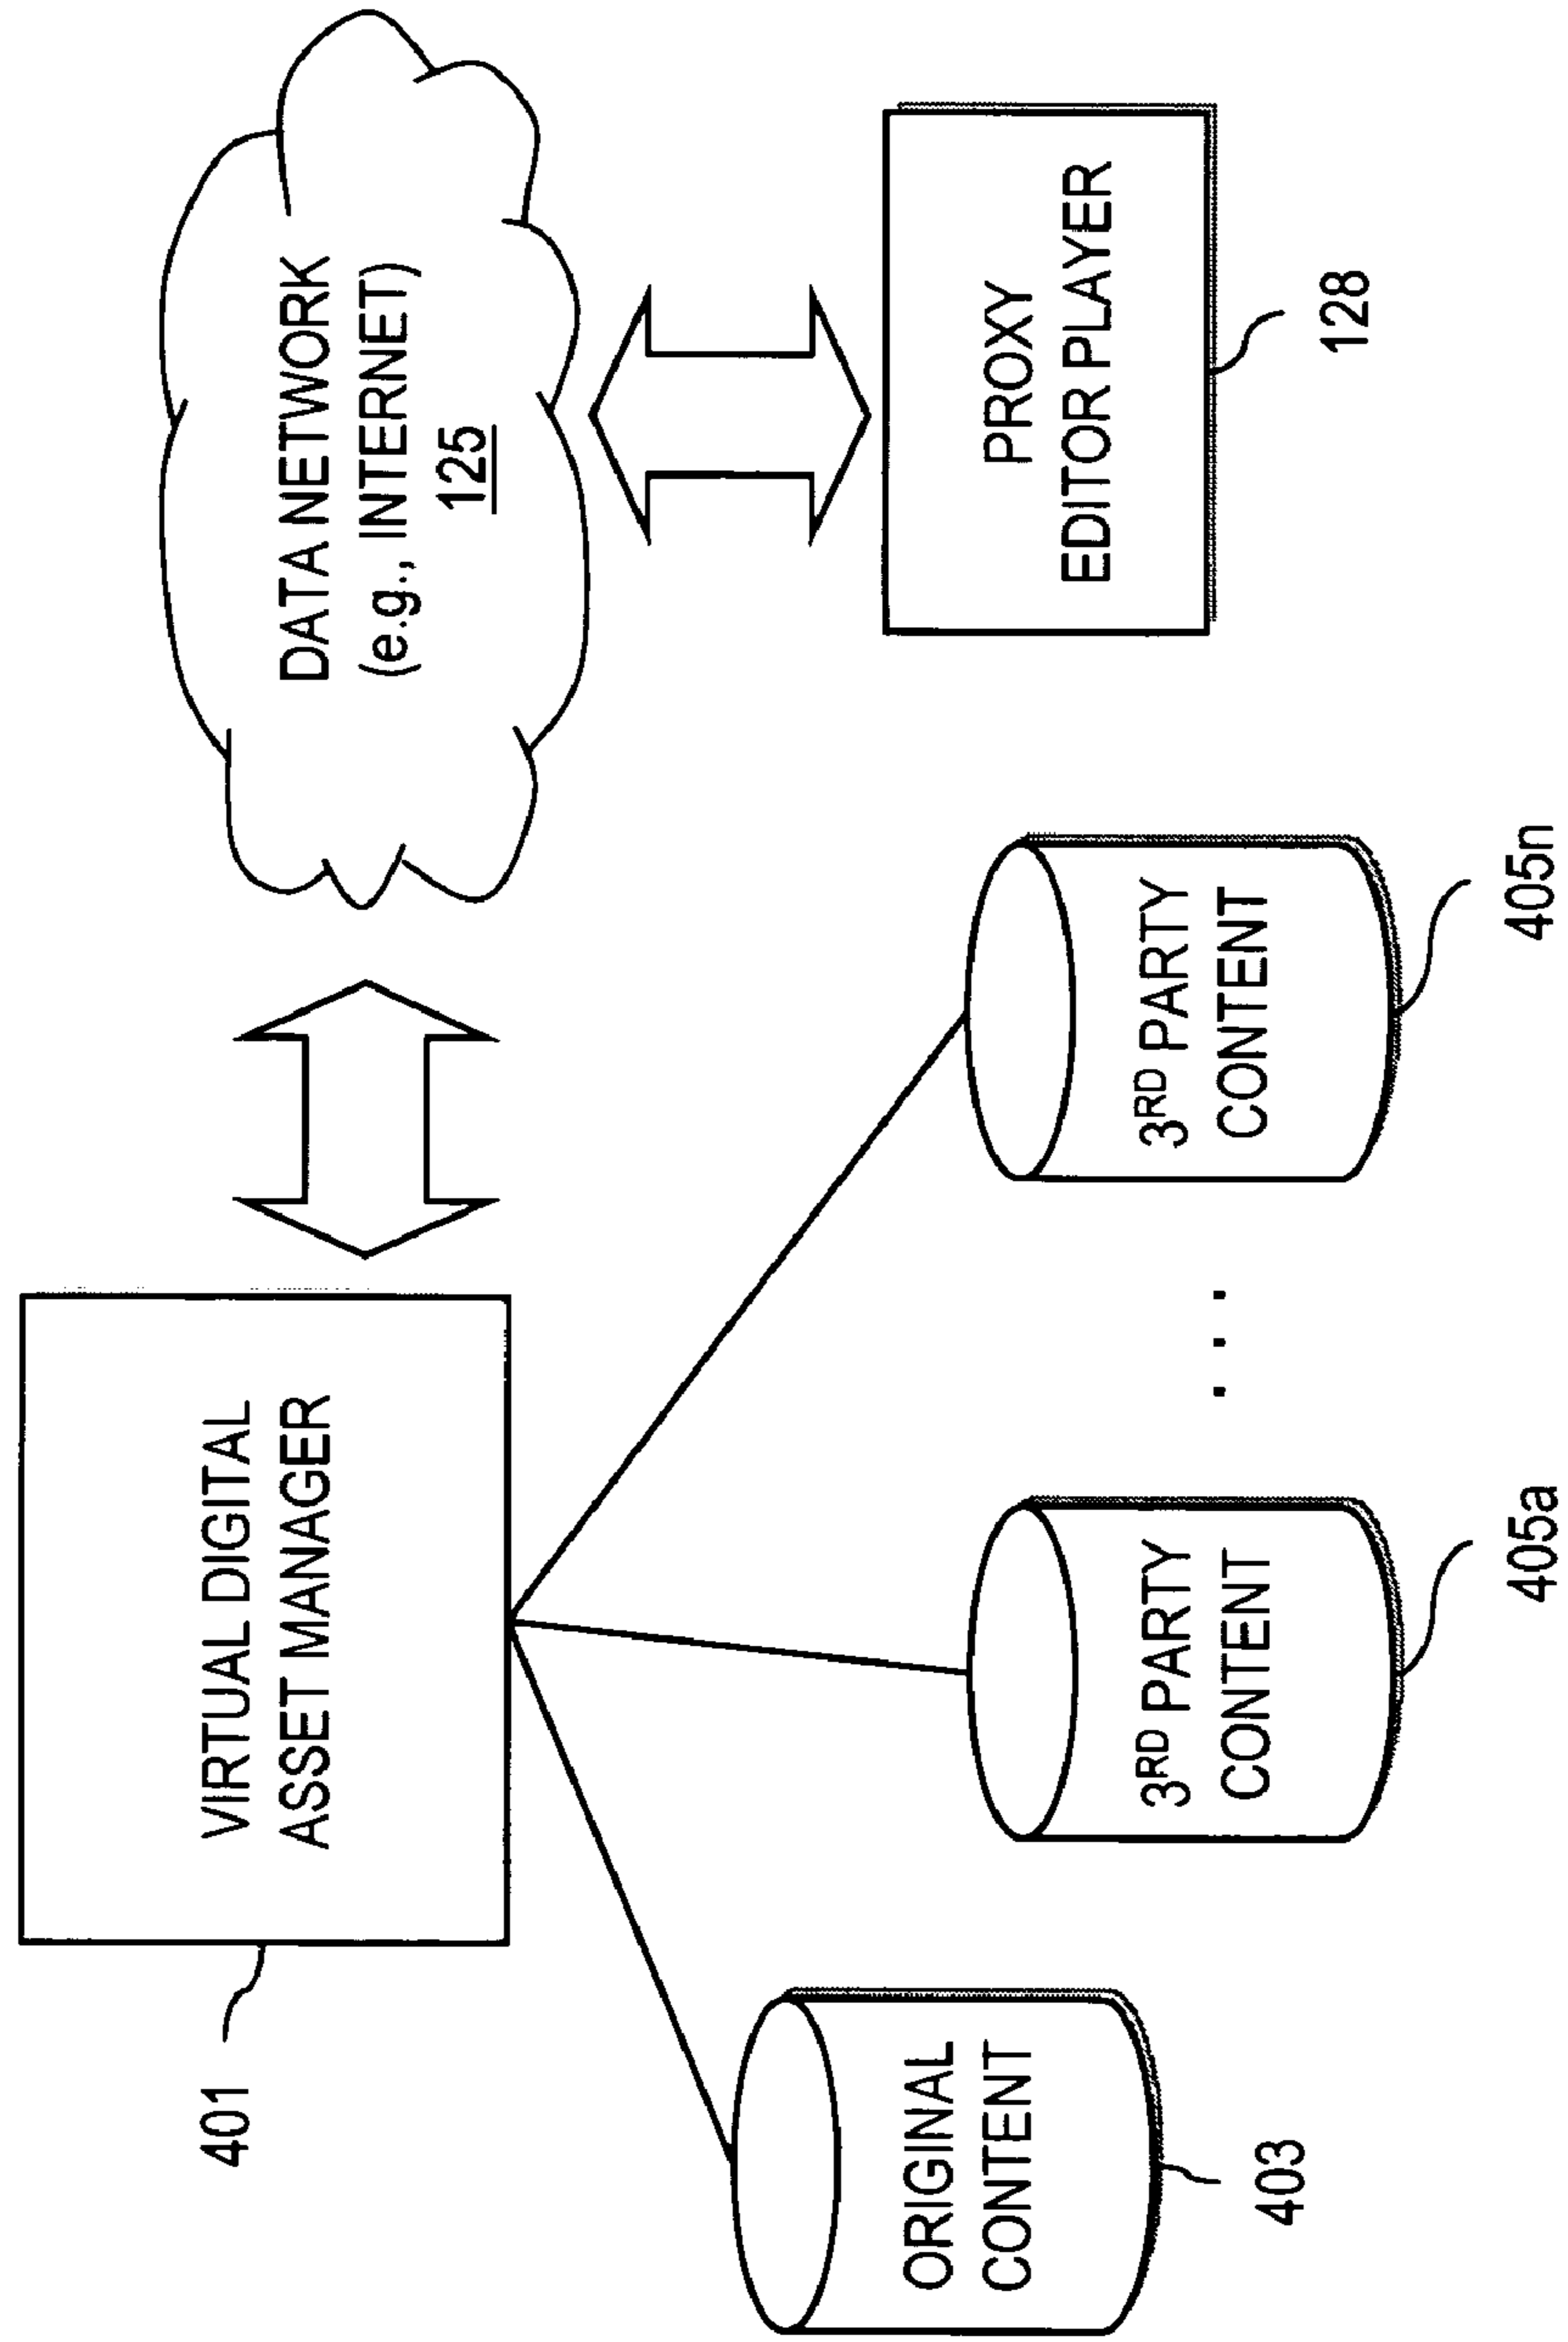 401
VIRTUAL DIGITAL
ASSET MANAGER
DATA NETWORK
(e.g., INTERNET)
125
ORIGINAL
CONTENT
403
3RD PARTY
CONTENT
405a
. . .
3RD PARTY
CONTENT
405n
PROXY
EDITOR PLAYER
128